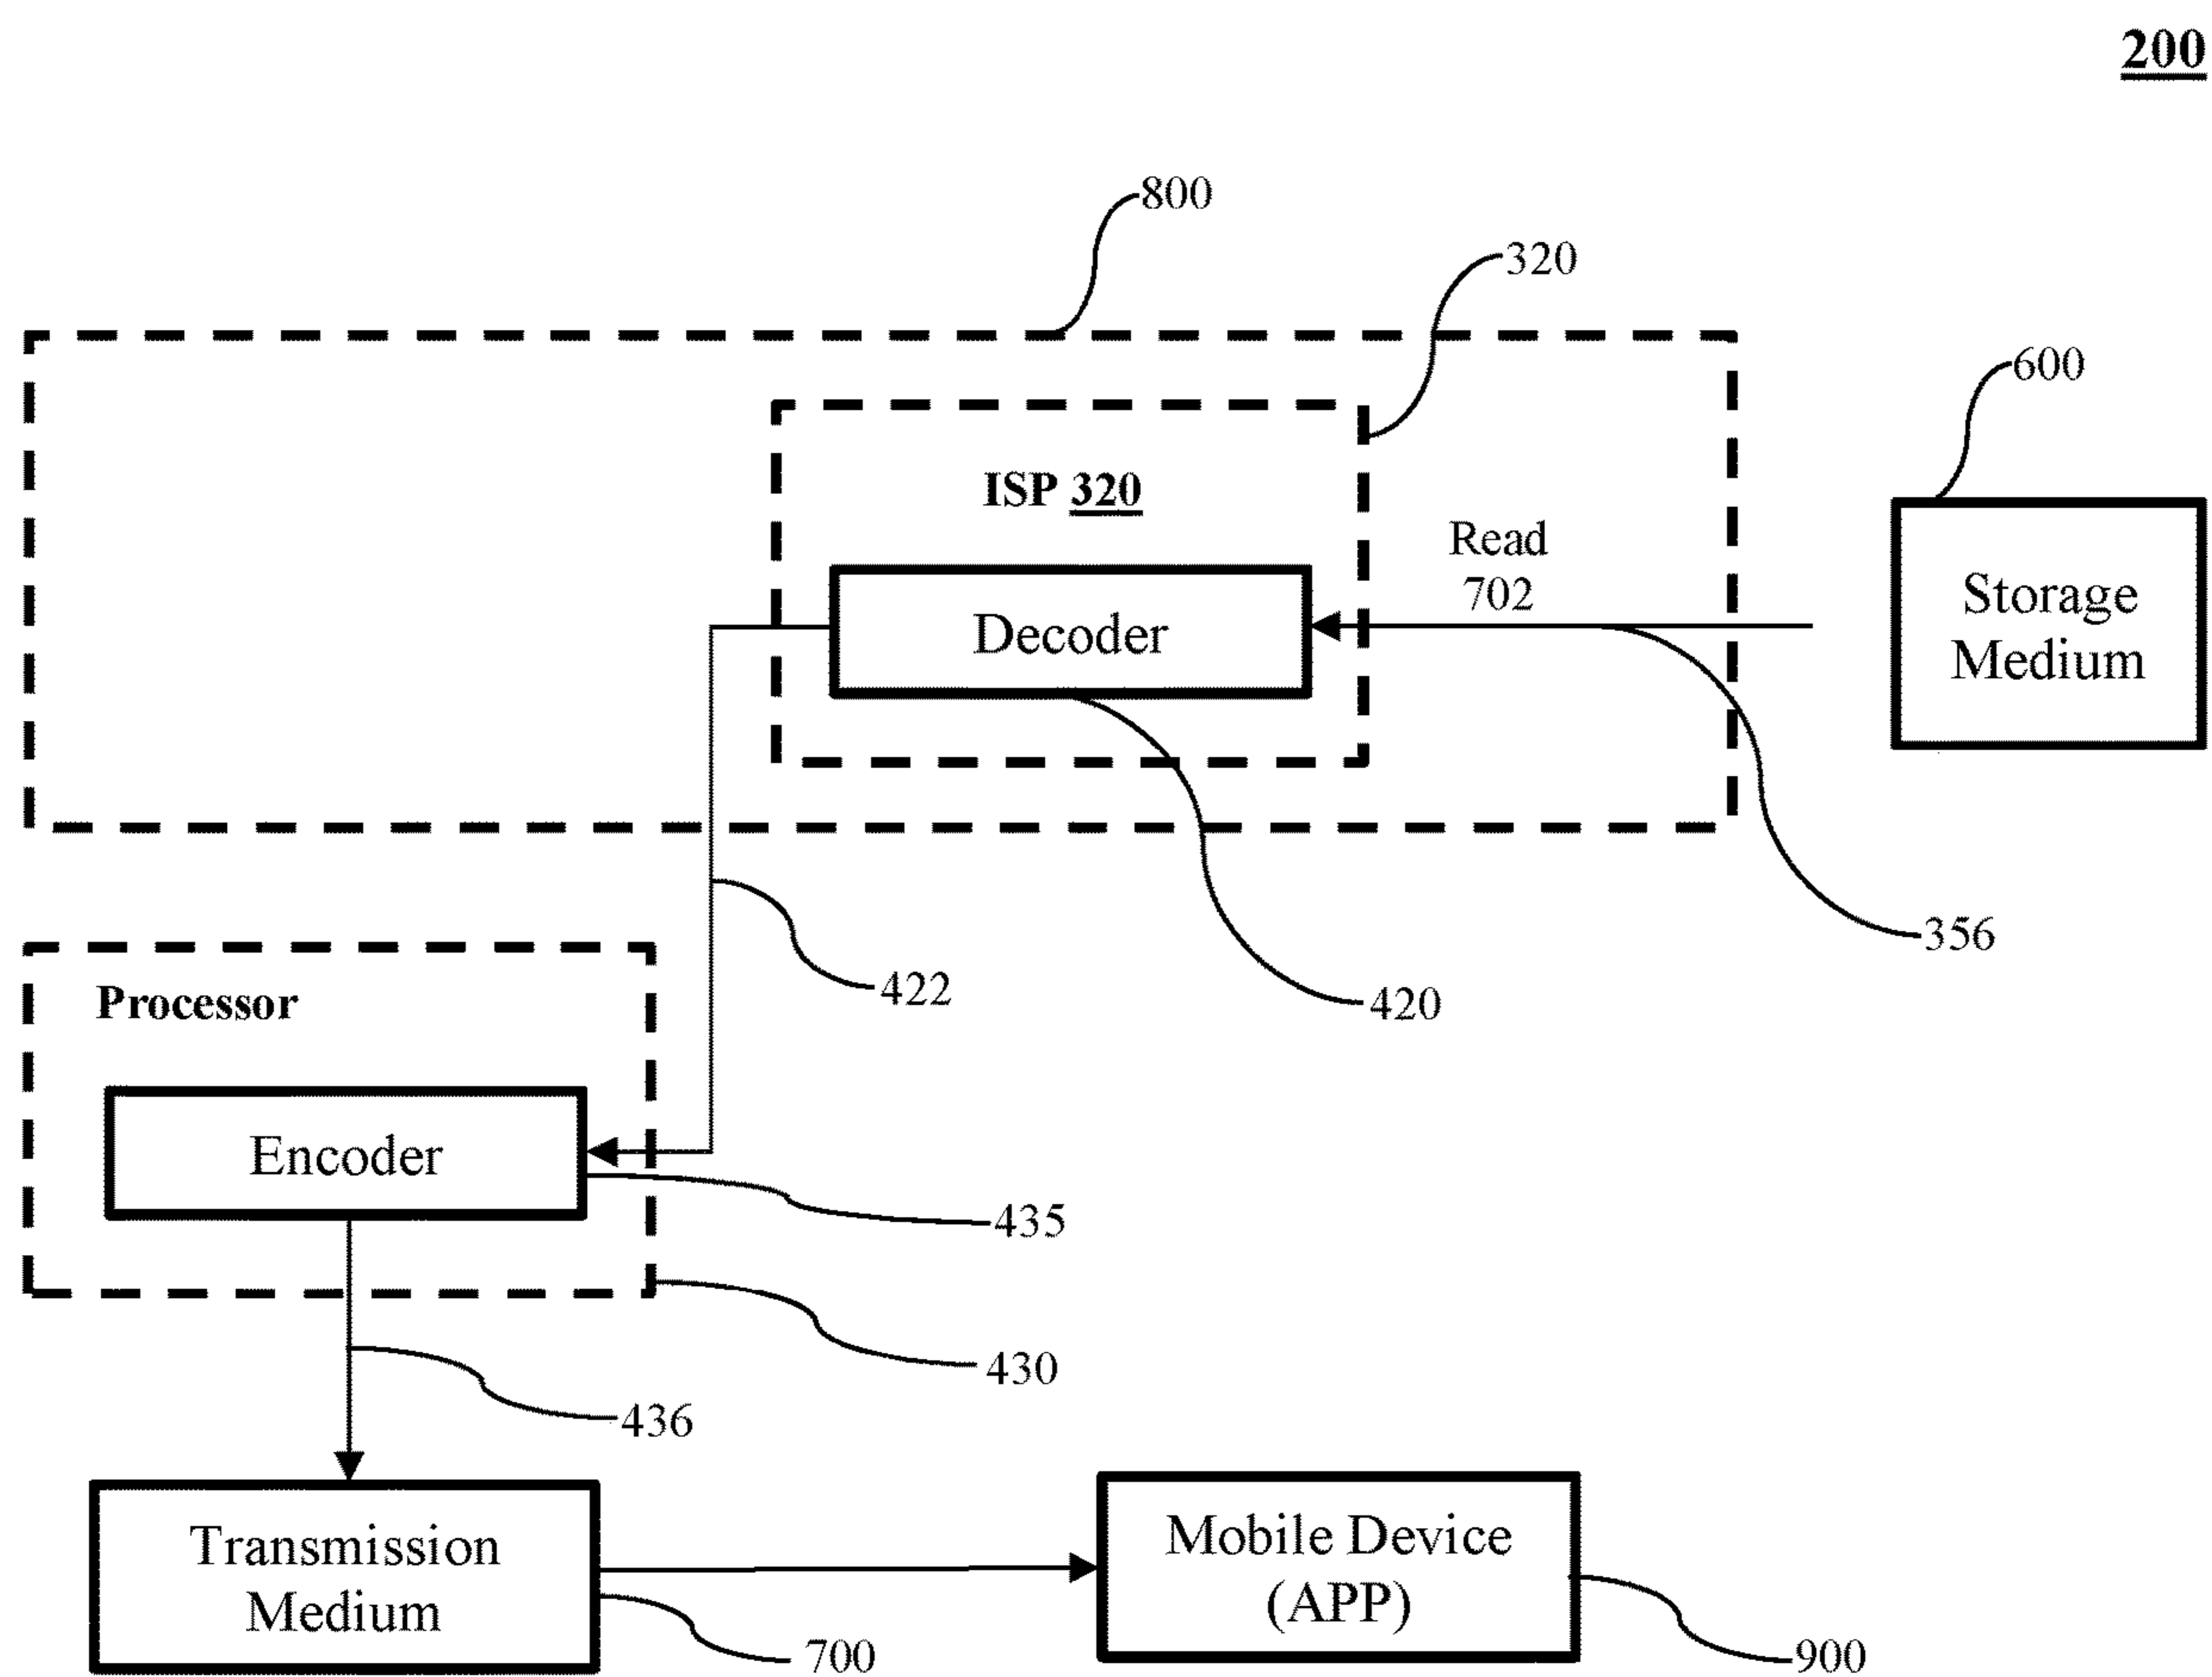 200
800
320
600
ISP 320
Read
702
Storage
Medium
Decoder
356
422
420
Processor
Encoder
435
430
436
Transmission
Medium
Mobile Device
(APP)
700
900